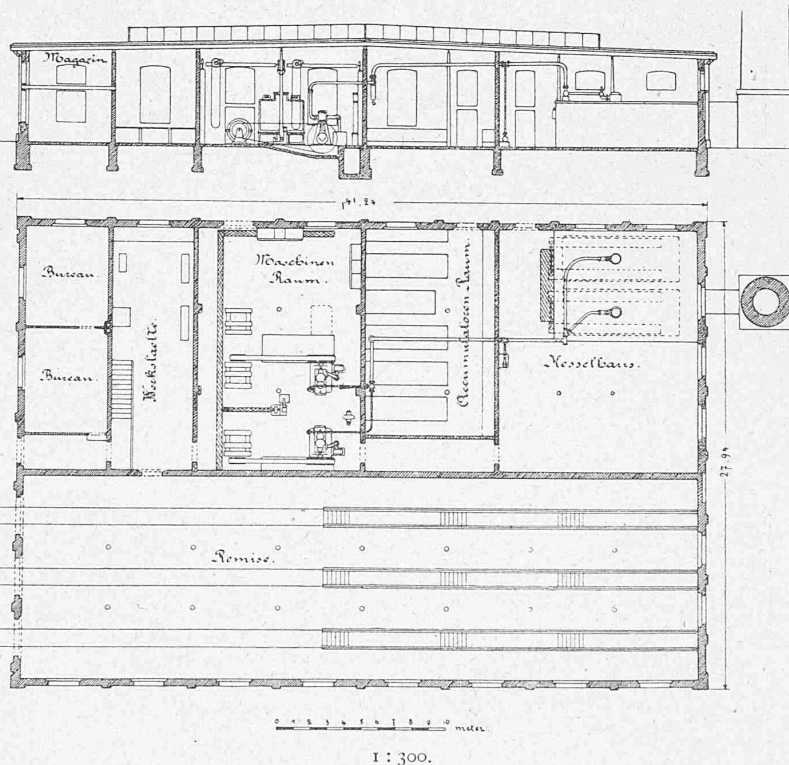 Magazin
41.24
Bureau.
Maschinen
Raum.
Accumulatoren Raum.
Werkstaette.
Bureau.
Kesselhaus.
27.94
Remise.
0 1 2 3 4 5 6 7 8 9 10 meter.
1 : 300.